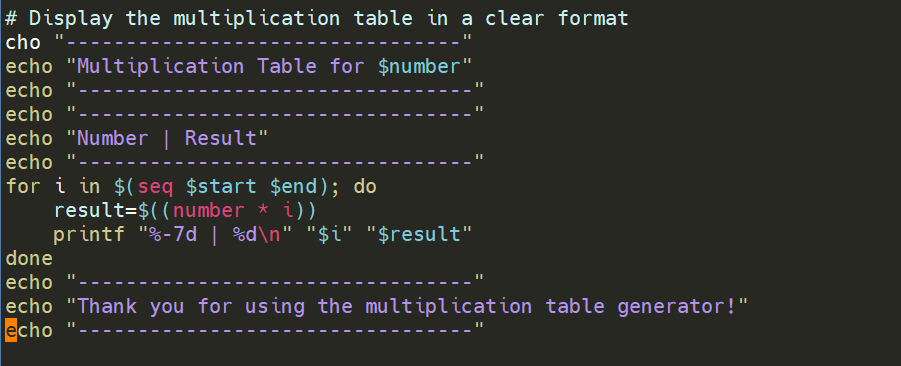 # Display the multiplication table in a clear format
cho "---------------------------------"
echo "Multiplication Table for $number"
echo "---------------------------------"
echo "---------------------------------"
echo "Number | Result"
echo "---------------------------------"
for i in $(seq $start $end); do
    result=$((number * i))
    printf "%-7d | %d\n" "$i" "$result"
done
echo "---------------------------------"
echo "Thank you for using the multiplication table generator!"
echo "---------------------------------"